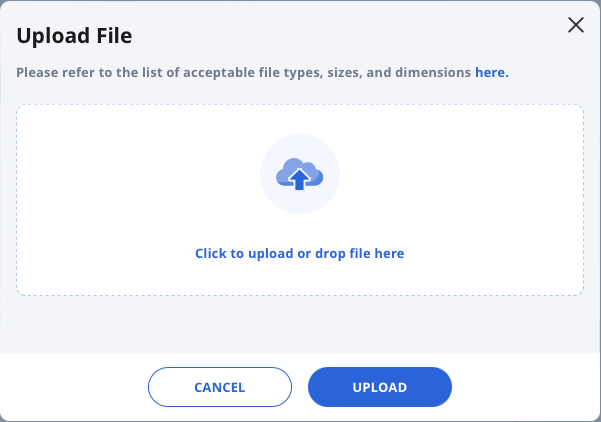 Upload File
Please refer to the list of acceptable file types, sizes, and dimensions here.
Click to upload or drop file here
CANCEL
UPLOAD